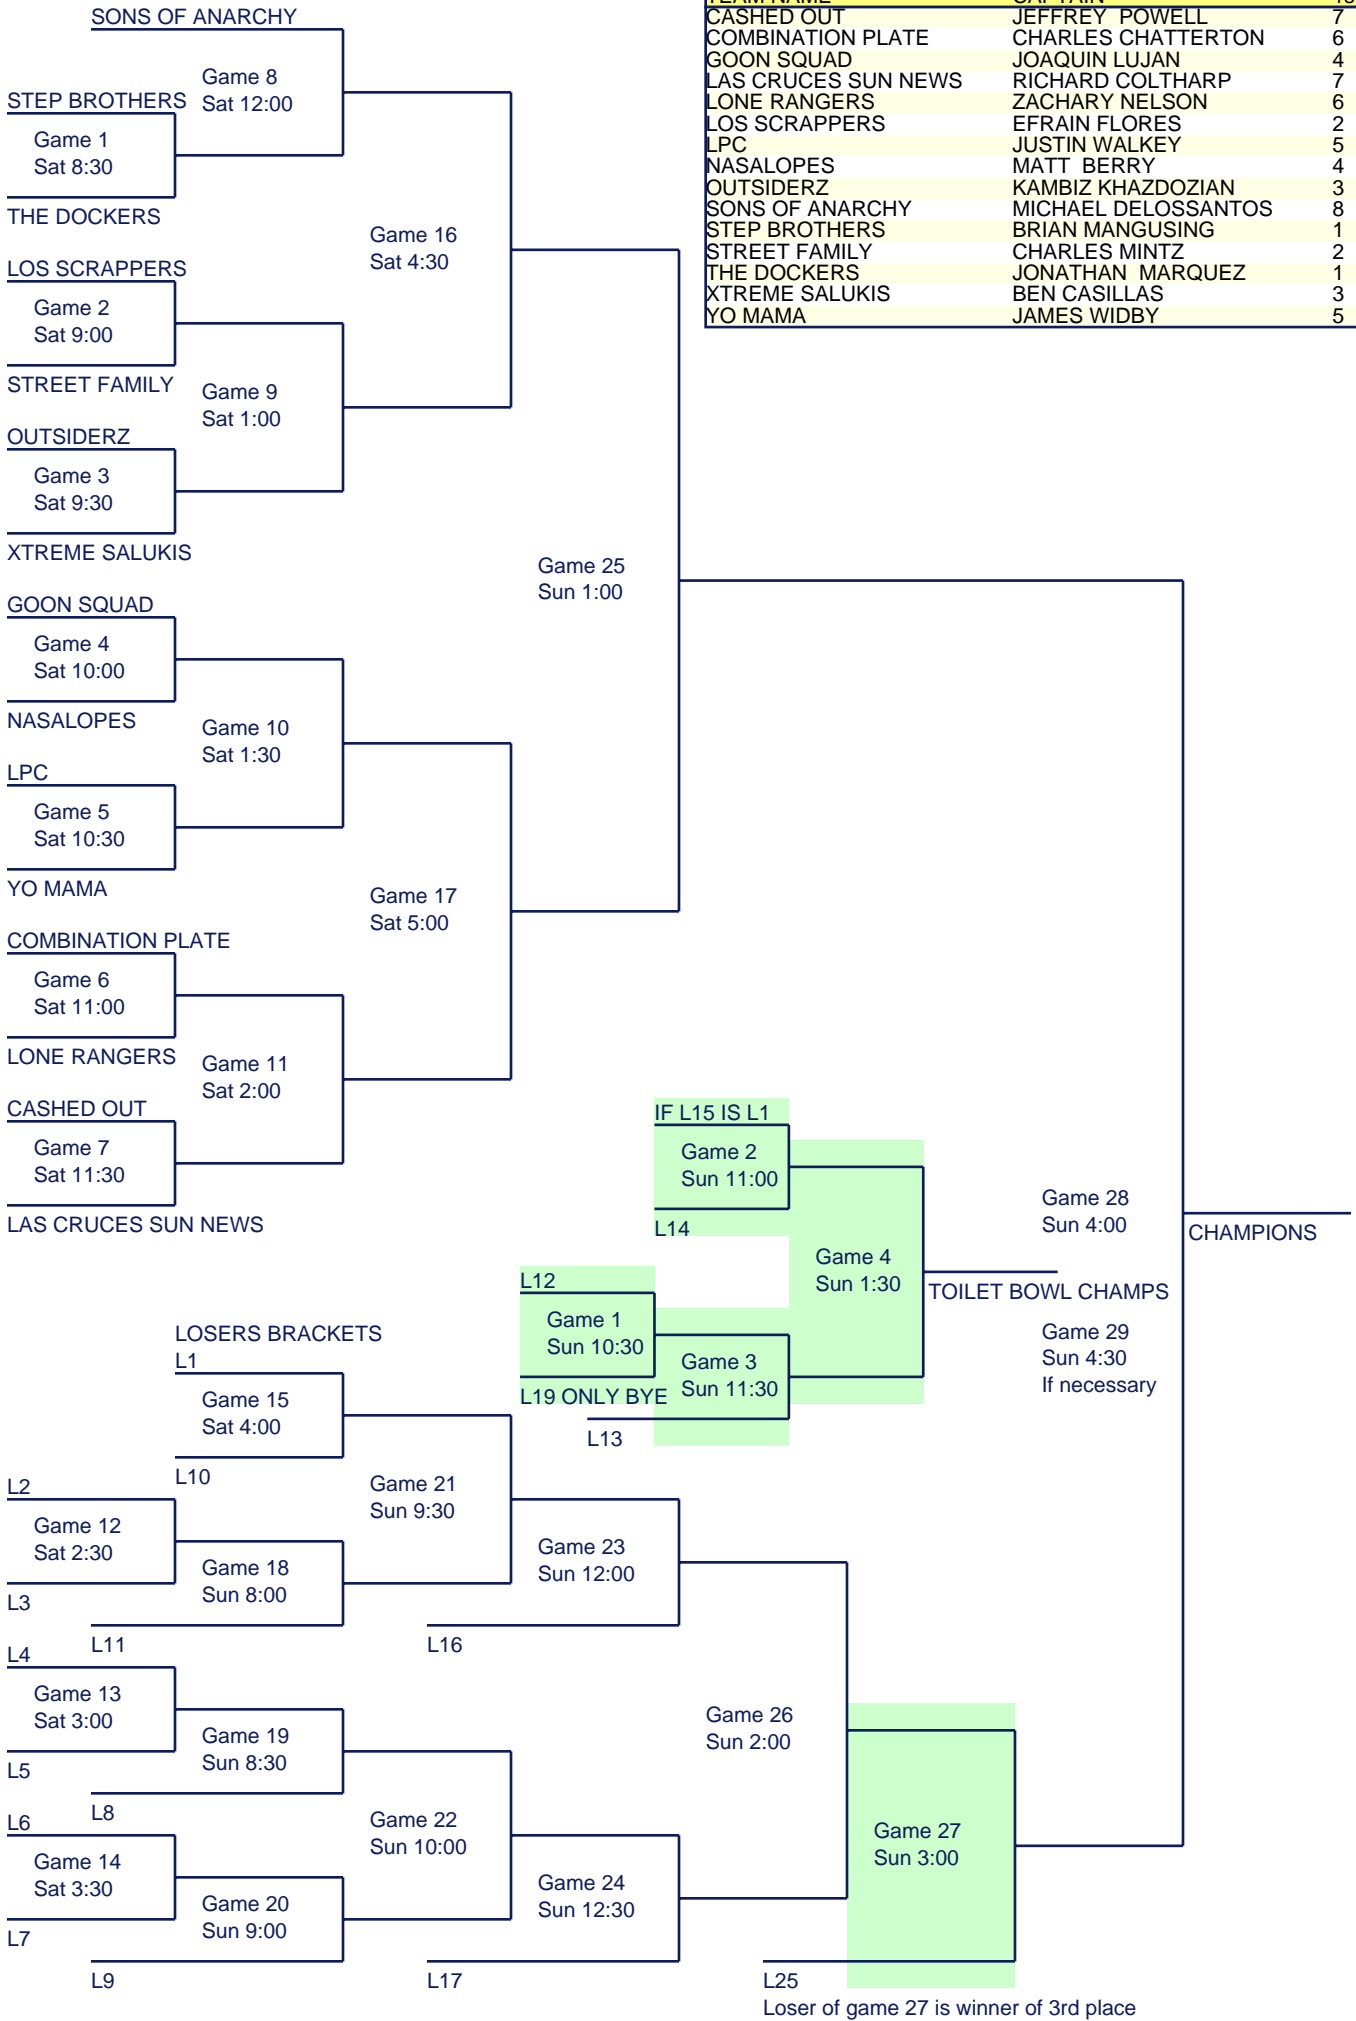 SONS OF ANARCHY
Game 8
Sat 12:00
STEP BROTHERS
Game 1
Sat 8:30
THE DOCKERS
Game 16
Sat 4:30
LOS SCRAPPERS
Game 2
Sat 9:00
STREET FAMILY
Game 9
Sat 1:00
OUTSIDERZ
Game 3
Sat 9:30
XTREME SALUKIS
Game 25
Sun 1:00
GOON SQUAD
Game 4
Sat 10:00
NASALOPES
Game 10
Sat 1:30
LPC
Game 5
Sat 10:30
YO MAMA
Game 17
Sat 5:00
COMBINATION PLATE
Game 6
Sat 11:00
LONE RANGERS
Game 11
Sat 2:00
CASHED OUT
Game 7
Sat 11:30
LAS CRUCES SUN NEWS
CASHED OUT JEFFREY POWELL 7
COMBINATION PLATE CHARLES CHATTERTON 6
GOON SQUAD JOAQUIN LUJAN 4
LAS CRUCES SUN NEWS RICHARD COLTHARP 7
LONE RANGERS ZACHARY NELSON 6
LOS SCRAPPERS EFRAIN FLORES 2
LPC JUSTIN WALKEY 5
NASALOPES MATT BERRY 4
OUTSIDERZ KAMBIZ KHAZDOZIAN 3
SONS OF ANARCHY MICHAEL DELOSSANTOS 8
STEP BROTHERS BRIAN MANGUSING 1
STREET FAMILY CHARLES MINTZ 2
THE DOCKERS JONATHAN MARQUEZ 1
XTREME SALUKIS BEN CASILLAS 3
YO MAMA JAMES WIDBY 5
IF L15 IS L1
Game 2
Sun 11:00
L14
Game 4
Sun 1:30
L12
Game 1
Sun 10:30
L19 ONLY BYE
Game 3
Sun 11:30
L13
TOILET BOWL CHAMPS
Game 28
Sun 4:00
CHAMPIONS
Game 29
Sun 4:30
If necessary
LOSERS BRACKETS
L1
Game 15
Sat 4:00
L10
Game 21
Sun 9:30
L2
Game 12
Sat 2:30
L3
Game 18
Sun 8:00
L11
Game 23
Sun 12:00
L16
L4
Game 13
Sat 3:00
L5
Game 19
Sun 8:30
L8
Game 26
Sun 2:00
L6
Game 14
Sat 3:30
L7
Game 20
Sun 9:00
L9
Game 22
Sun 10:00
Game 24
Sun 12:30
L17
Game 27
Sun 3:00
L25
Loser of game 27 is winner of 3rd place